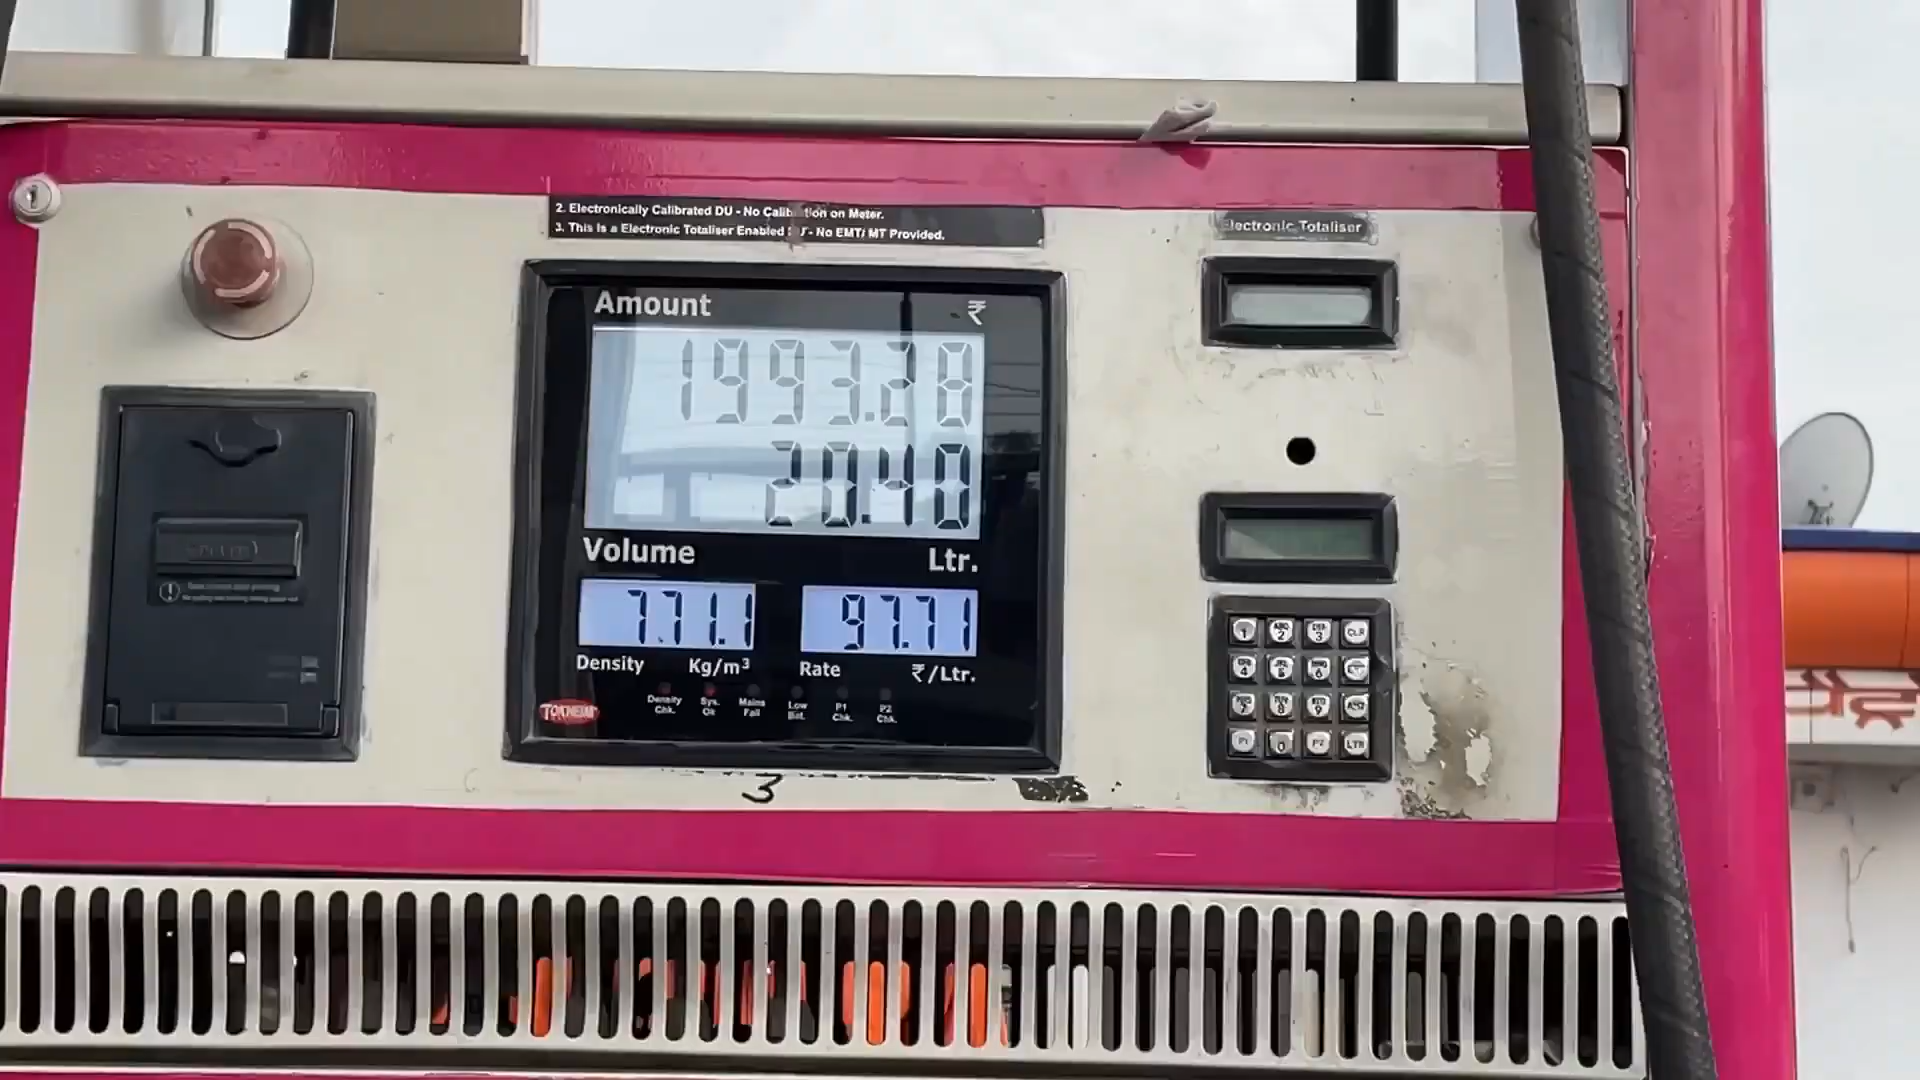 2. Electronically Calibrated DU - No Calibration on Meter.
3. This Is a Electronic Totaliser Enabled DU - No EMT/ MT Provided.
Electronic Totaliser
Amount ₹
1993.28
20.40
Volume Ltr.
771.1 97.71
Density Kg/m³ Rate ₹/Ltr.
Density Chk. Sys. Ok Mains Fail Low Bat. P1 Chk. P2 Chk.
TOKHEIM
3
1 2 3 CLR
4 5 6
7 8 9
P1 0 P2 LTR